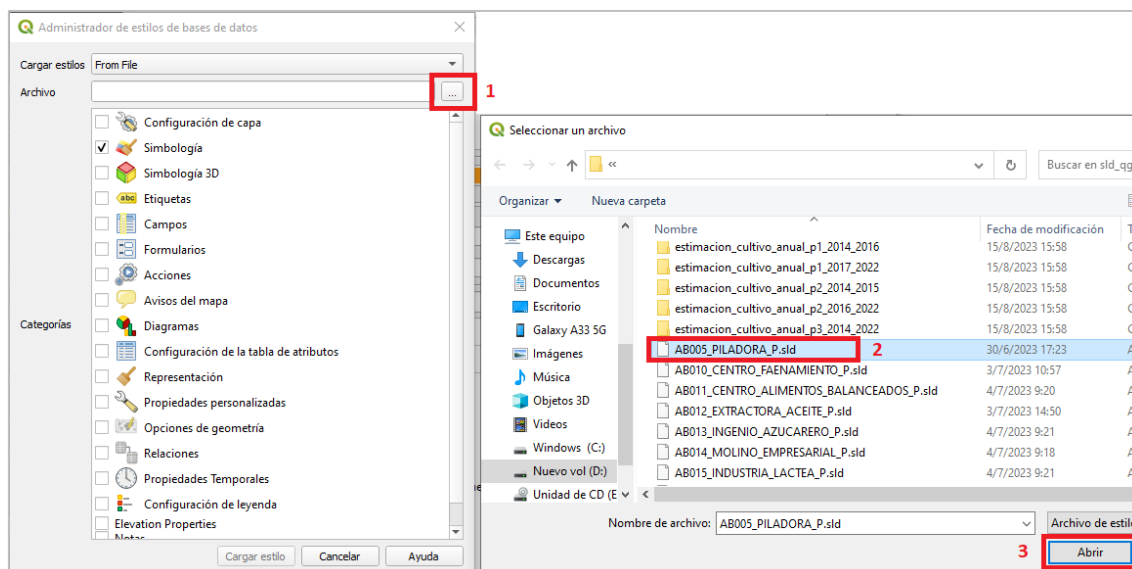 Administrador de estilos de bases de datos
Cargar estilos From File
Archivo ... 1
Configuración de capa
Simbología
Simbología 3D
abc Etiquetas
Campos
Formularios
Acciones
Avisos del mapa
Categorías
Diagramas
Configuración de la tabla de atributos
Representación
Propiedades personalizadas
Opciones de geometría
Relaciones
Propiedades Temporales
Configuración de leyenda
Elevation Properties
Notas
Cargar estilo Cancelar Ayuda
Seleccionar un archivo
« Buscar en sld_qg
Organizar Nueva carpeta
Nombre Fecha de modificación
Este equipo
Descargas
Documentos
Escritorio
Galaxy A33 5G
Imágenes
Música
Objetos 3D
Videos
Windows (C:)
Nuevo vol (D:)
Unidad de CD (E
estimacion_cultivo_anual_p1_2014_2016 15/8/2023 15:58
estimacion_cultivo_anual_p1_2017_2022 15/8/2023 15:58
estimacion_cultivo_anual_p2_2014_2015 15/8/2023 15:58
estimacion_cultivo_anual_p2_2016_2022 15/8/2023 15:58
estimacion_cultivo_anual_p3_2014_2022 15/8/2023 15:58
AB005_PILADORA_P.sld 2 30/6/2023 17:23
AB010_CENTRO_FAENAMIENTO_P.sld 3/7/2023 10:57
AB011_CENTRO_ALIMENTOS_BALANCEADOS_P.sld 4/7/2023 9:20
AB012_EXTRACTORA_ACEITE_P.sld 3/7/2023 14:50
AB013_INGENIO_AZUCARERO_P.sld 4/7/2023 9:21
AB014_MOLINO_EMPRESARIAL_P.sld 4/7/2023 9:18
AB015_INDUSTRIA_LACTEA_P.sld 4/7/2023 9:21
Nombre de archivo: AB005_PILADORA_P.sld Archivo de estil
3 Abrir